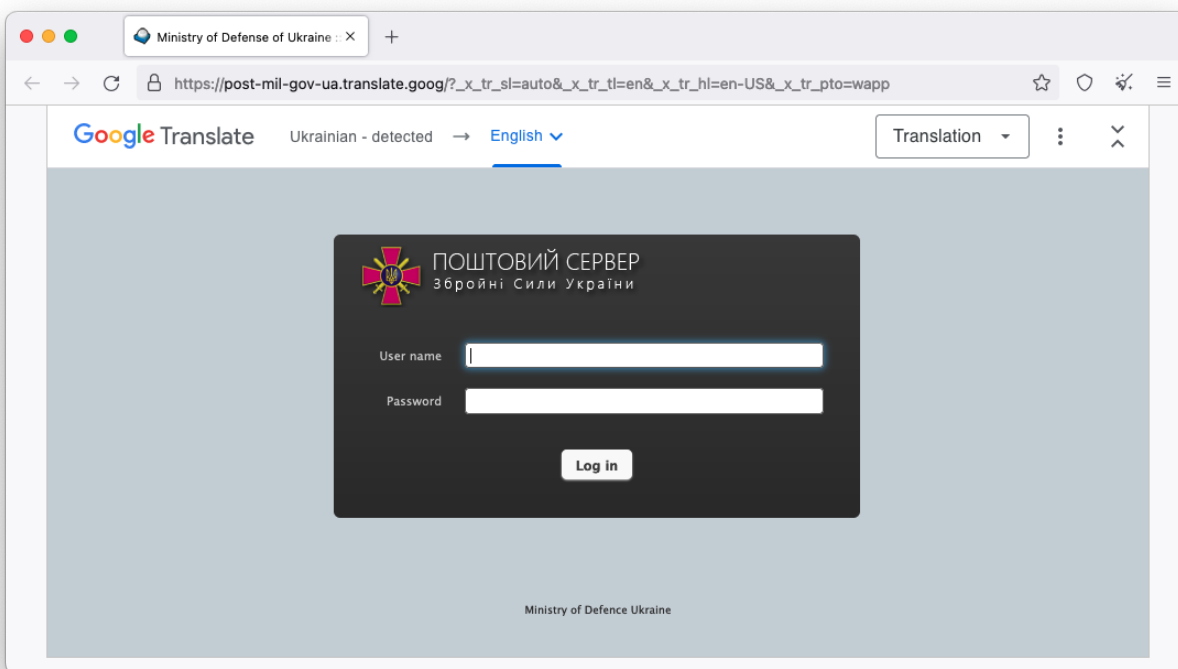 Ministry of Defense of Ukraine ::
https://post-mil-gov-ua.translate.goog/?_x_tr_sl=auto&_x_tr_tl=en&_x_tr_hl=en-US&_x_tr_pto=wapp
Google Translate Ukrainian - detected → English Translation
ПОШТОВИЙ СЕРВЕР
Збройні Сили України
User name
Password
Log in
Ministry of Defence Ukraine